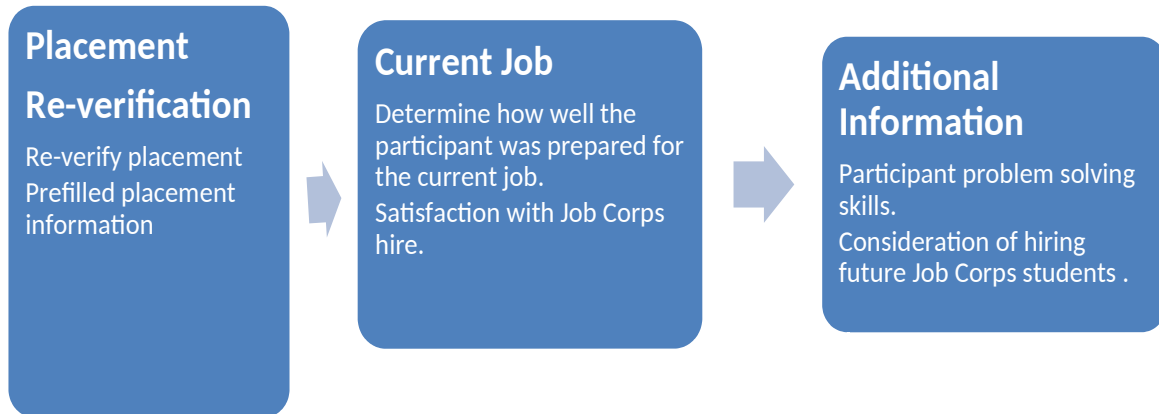 Placement
Re-verification
Re-verify placement
Prefilled placement
information
Current Job
Determine how well the
participant was prepared for
the current job.
Satisfaction with Job Corps
hire.
Additional
Information
Participant problem solving
skills.
Consideration of hiring
future Job Corps students .